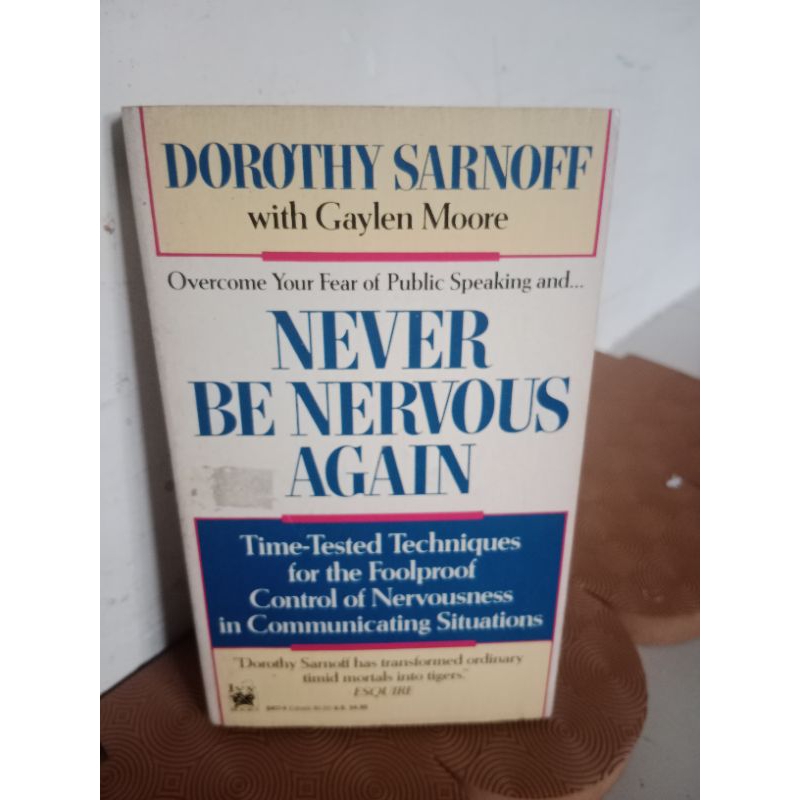 DOROTHY SARNOFF
with Gaylen Moore
Overcome Your Fear of Public Speaking and...
NEVER
BE NERVOUS
AGAIN
Time-Tested Techniques
for the Foolproof
Control of Nervousness
in Communicating Situations
"Dorothy Sarnoff has transformed ordinary
timid mortals into tigers."
ESQUIRE
IVY
BOOKS